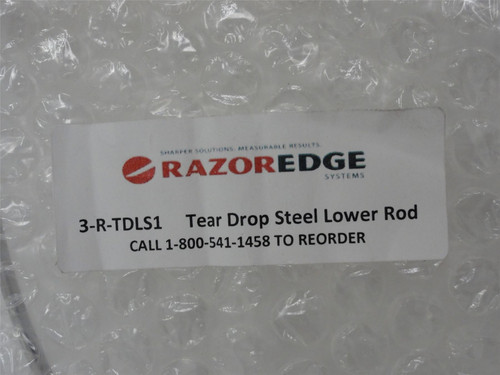 SHARPER SOLUTIONS. MEASURABLE RESULTS.
RAZOREDGE
SYSTEMS
3-R-TDLS1 Tear Drop Steel Lower Rod
CALL 1-800-541-1458 TO REORDER